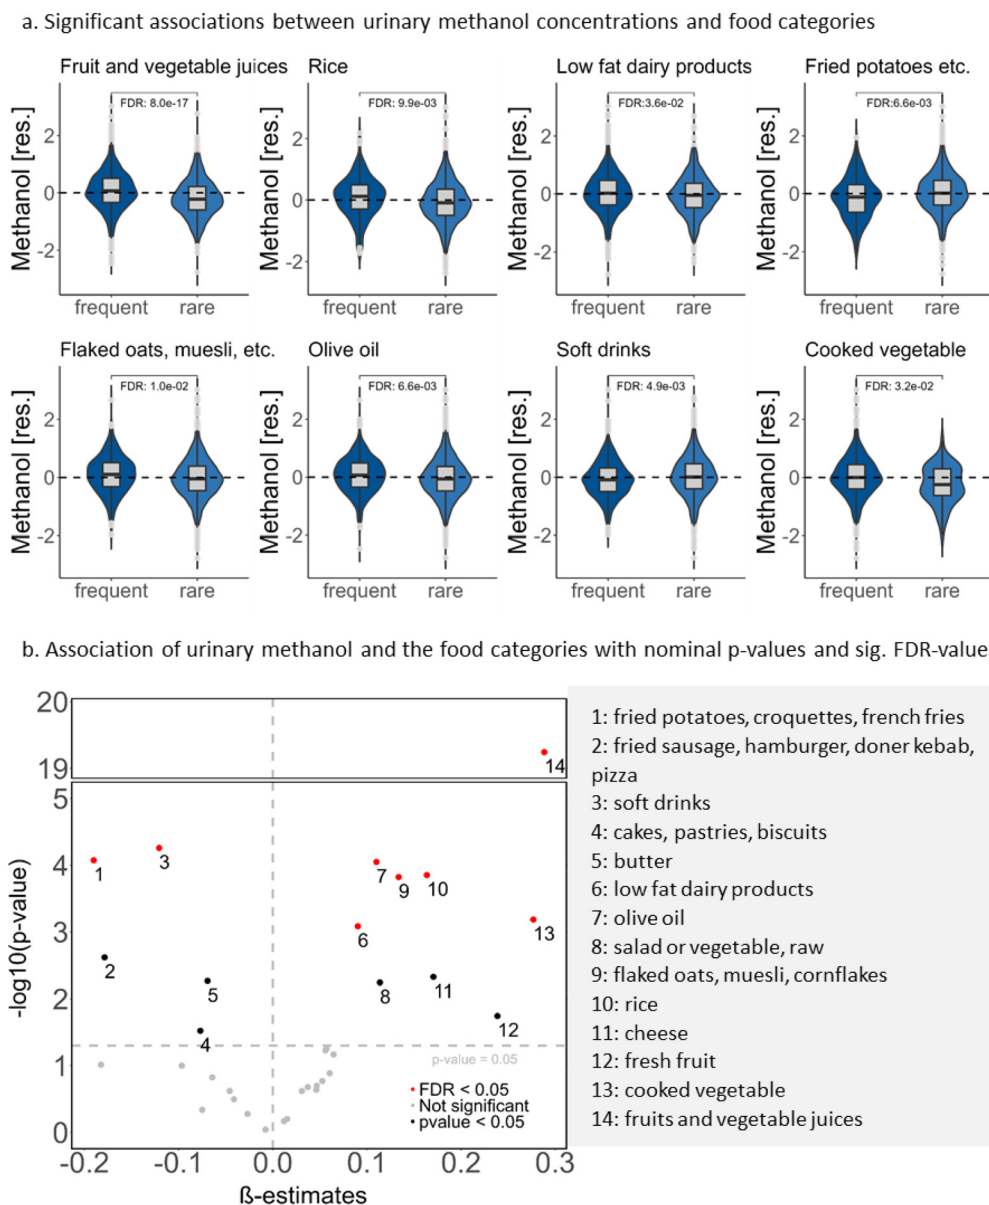 a. Significant associations between urinary methanol concentrations and food categories
Fruit and vegetable juices
Rice
Low fat dairy products
Fried potatoes etc.
FDR: 8.0e-17
FDR: 9.9e-03
FDR:3.6e-02
FDR:6.6e-03
Methanol [res.]
2
0
-2
Methanol [res.]
2
0
-2
Methanol [res.]
2
0
-2
Methanol [res.]
2
0
-2
frequent rare
frequent rare
frequent rare
frequent rare
Flaked oats, muesli, etc.
Olive oil
Soft drinks
Cooked vegetable
FDR: 1.0e-02
FDR: 6.6e-03
FDR: 4.9e-03
FDR: 3.2e-02
Methanol [res.]
2
0
-2
Methanol [res.]
2
0
-2
Methanol [res.]
2
0
-2
Methanol [res.]
2
0
-2
frequent rare
frequent rare
frequent rare
frequent rare
b. Association of urinary methanol and the food categories with nominal p-values and sig. FDR-value
-log10(p-value)
20
19
5
4
3
2
1
0
14
1
3
7
9
10
6
13
2
5
8
11
12
4
p-value = 0.05
FDR < 0.05
Not significant
pvalue < 0.05
-0.2 -0.1 0.0 0.1 0.2 0.3
ß-estimates
1: fried potatoes, croquettes, french fries
2: fried sausage, hamburger, doner kebab,
pizza
3: soft drinks
4: cakes, pastries, biscuits
5: butter
6: low fat dairy products
7: olive oil
8: salad or vegetable, raw
9: flaked oats, muesli, cornflakes
10: rice
11: cheese
12: fresh fruit
13: cooked vegetable
14: fruits and vegetable juices